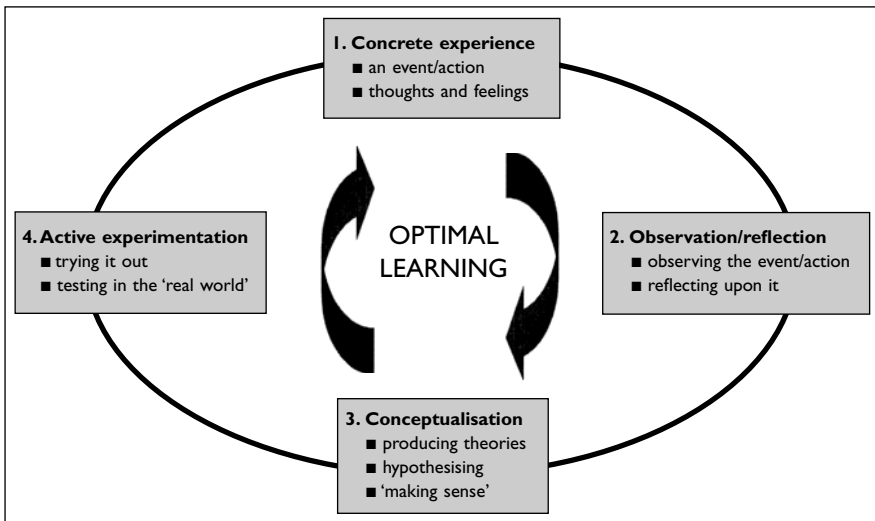 1. Concrete experience
■ an event/action
■ thoughts and feelings
2. Observation/reflection
■ observing the event/action
■ reflecting upon it
3. Conceptualisation
■ producing theories
■ hypothesising
■ ‘making sense’
4. Active experimentation
■ trying it out
■ testing in the ‘real world’
OPTIMAL
LEARNING